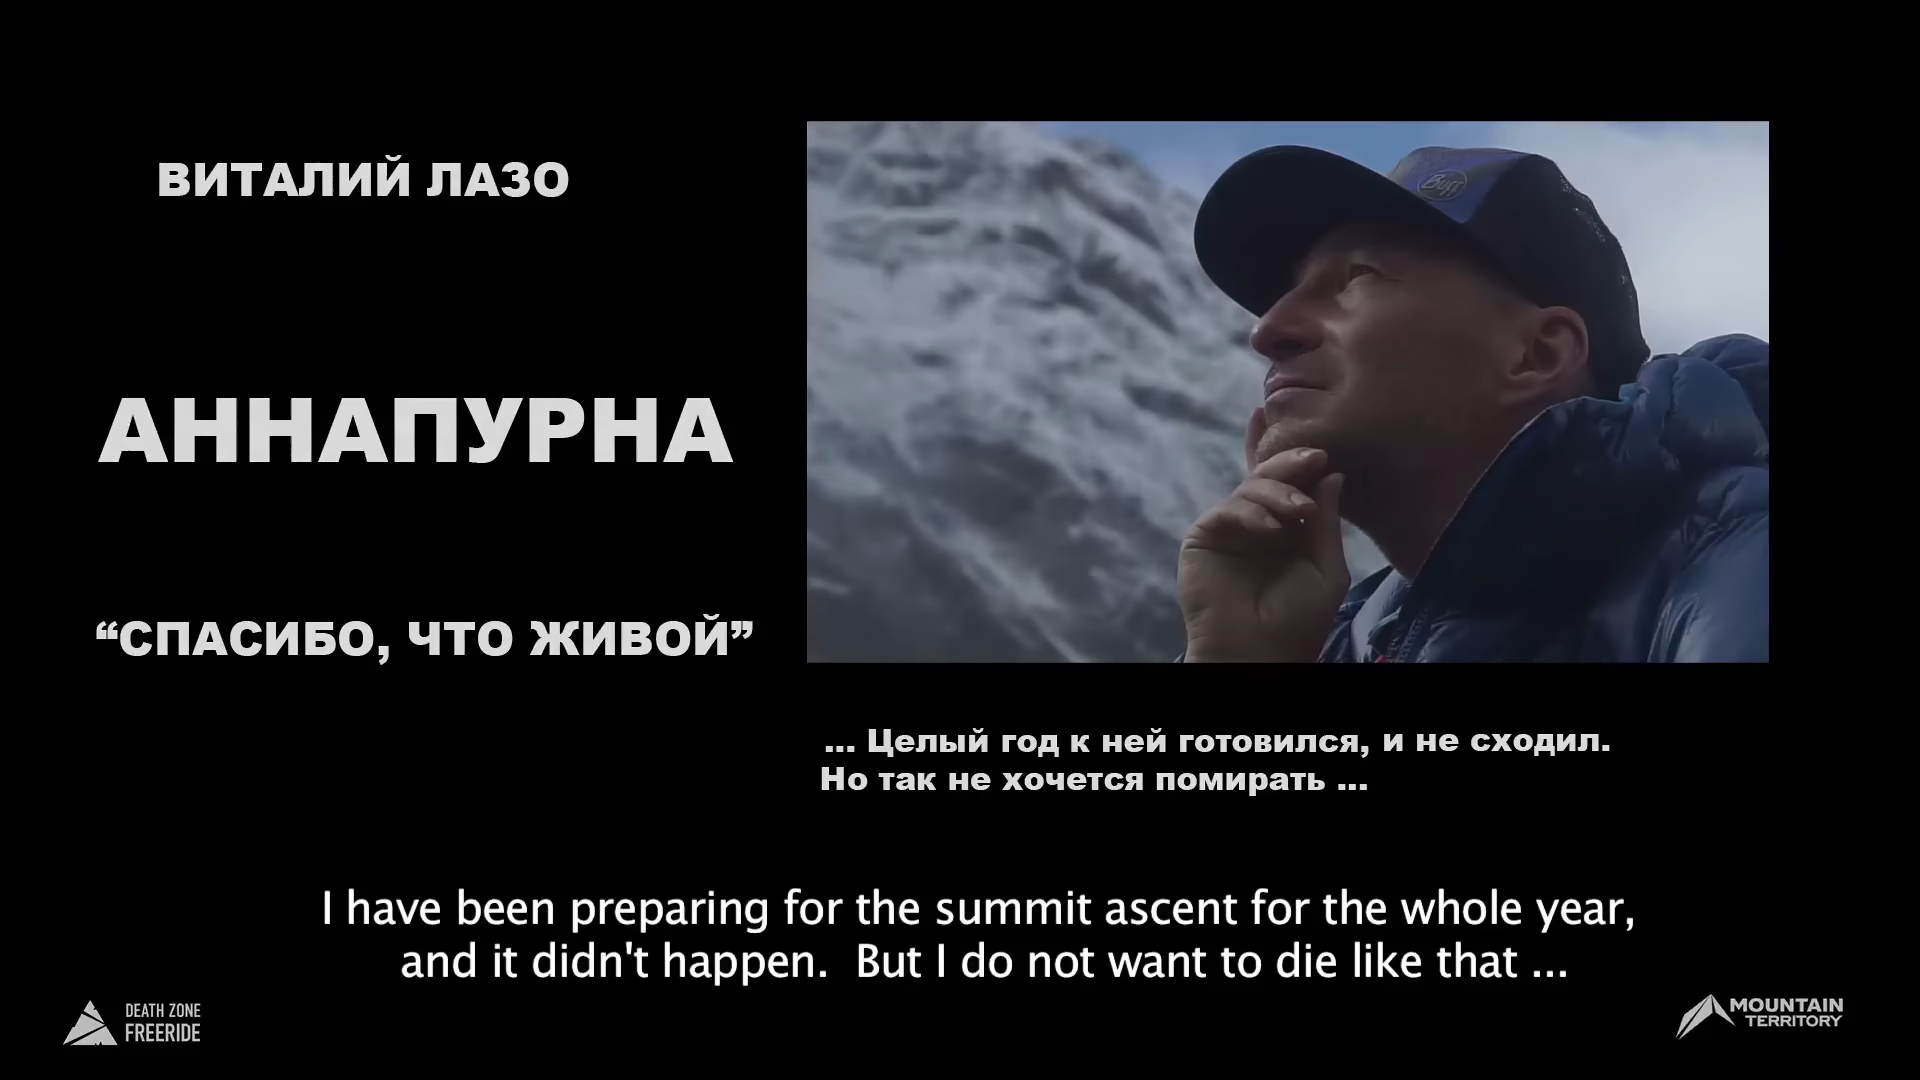 ВИТАЛИЙ ЛАЗО
АННАПУРНА
“СПАСИБО, ЧТО ЖИВОЙ”
Buff
... Целый год к ней готовился, и не сходил.
Но так не хочется помирать ...
I have been preparing for the summit ascent for the whole year,
and it didn't happen.  But I do not want to die like that ...
DEATH ZONE
FREERIDE
MOUNTAIN
TERRITORY